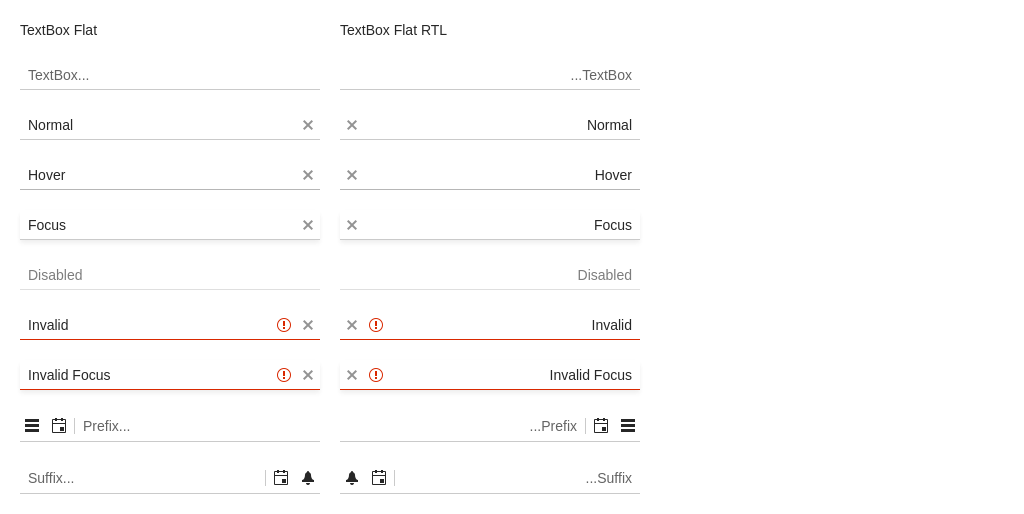 TextBox Flat
TextBox...
Normal
Hover
Focus
Disabled
Invalid
Invalid Focus
Prefix...
Suffix...
TextBox Flat RTL
...TextBox
Normal
Hover
Focus
Disabled
Invalid
Invalid Focus
...Prefix
...Suffix